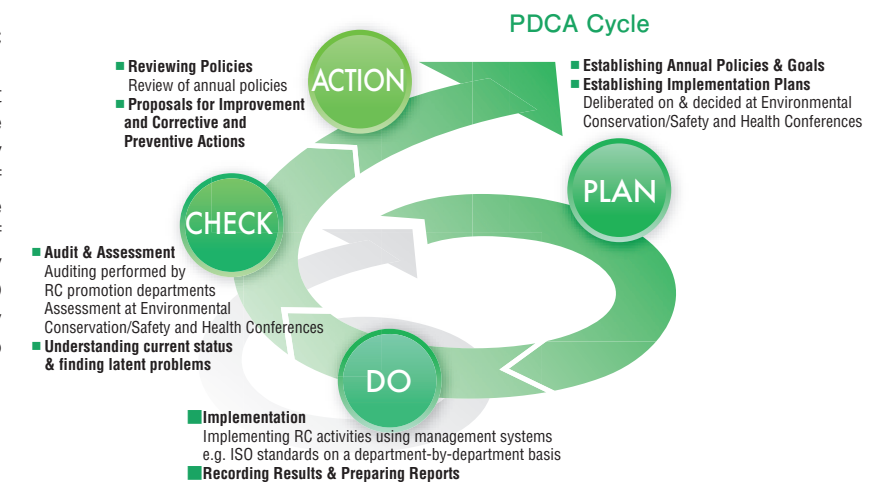 PDCA Cycle
ACTION
■ Reviewing Policies
Review of annual policies
■ Proposals for Improvement
and Corrective and
Preventive Actions
■ Establishing Annual Policies & Goals
■ Establishing Implementation Plans
Deliberated on & decided at Environmental
Conservation/Safety and Health Conferences
PLAN
CHECK
■ Audit & Assessment
Auditing performed by
RC promotion departments
Assessment at Environmental
Conservation/Safety and Health Conferences
■ Understanding current status
& finding latent problems
DO
■ Implementation
Implementing RC activities using management systems
e.g. ISO standards on a department-by-department basis
■ Recording Results & Preparing Reports